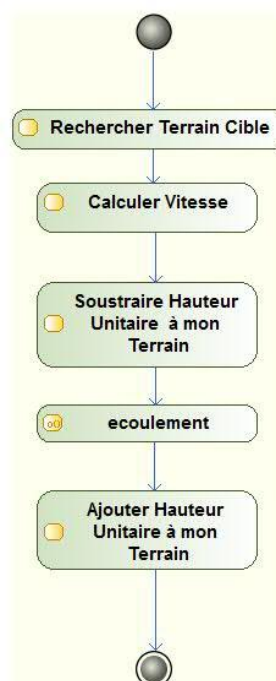 Rechercher Terrain Cible
Calculer Vitesse
Soustraire Hauteur
Unitaire à mon
Terrain
ecoulement
Ajouter Hauteur
Unitaire à mon
Terrain